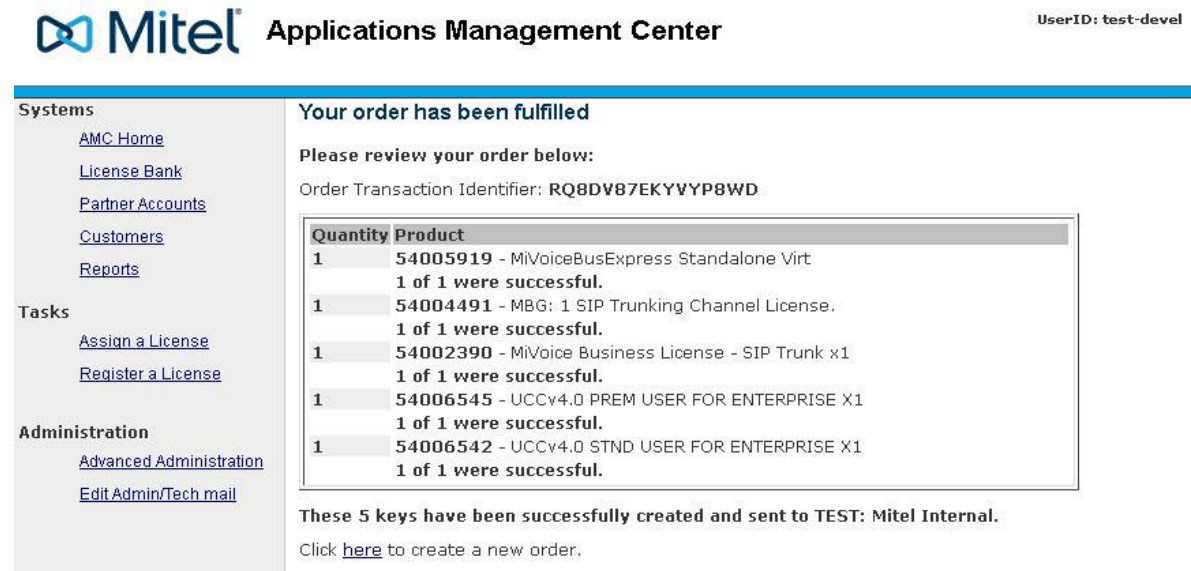 Mitel Applications Management Center
UserID: test-devel
Systems
AMC Home
License Bank
Partner Accounts
Customers
Reports
Tasks
Assign a License
Register a License
Administration
Advanced Administration
Edit Admin/Tech mail
Your order has been fulfilled
Please review your order below:
Order Transaction Identifier: RQ8DV87EKYVYP8WD
Quantity Product
1 54005919 - MiVoiceBusExpress Standalone Virt
1 of 1 were successful.
1 54004491 - MBG: 1 SIP Trunking Channel License.
1 of 1 were successful.
1 54002390 - MiVoice Business License - SIP Trunk x1
1 of 1 were successful.
1 54006545 - UCCv4.0 PREM USER FOR ENTERPRISE X1
1 of 1 were successful.
1 54006542 - UCCv4.0 STND USER FOR ENTERPRISE X1
1 of 1 were successful.
These 5 keys have been successfully created and sent to TEST: Mitel Internal.
Click here to create a new order.